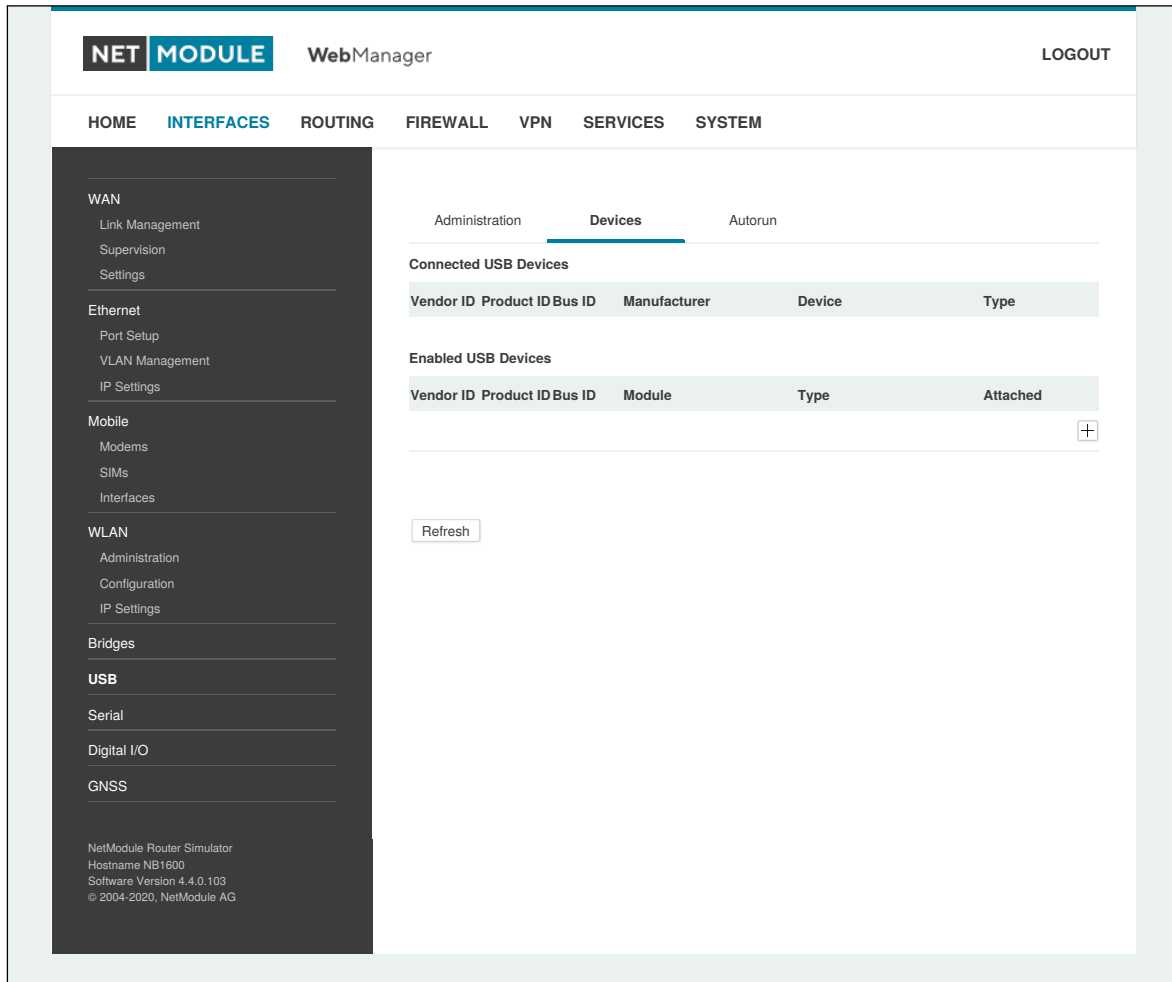 NET MODULE WebManager LOGOUT
HOME INTERFACES ROUTING FIREWALL VPN SERVICES SYSTEM
WAN
Link Management
Supervision
Settings
Ethernet
Port Setup
VLAN Management
IP Settings
Mobile
Modems
SIMs
Interfaces
WLAN
Administration
Configuration
IP Settings
Bridges
USB
Serial
Digital I/O
GNSS
NetModule Router Simulator
Hostname NB1600
Software Version 4.4.0.103
© 2004-2020, NetModule AG
Administration Devices Autorun
Connected USB Devices
Vendor ID Product ID Bus ID Manufacturer Device Type
Enabled USB Devices
Vendor ID Product ID Bus ID Module Type Attached
Refresh